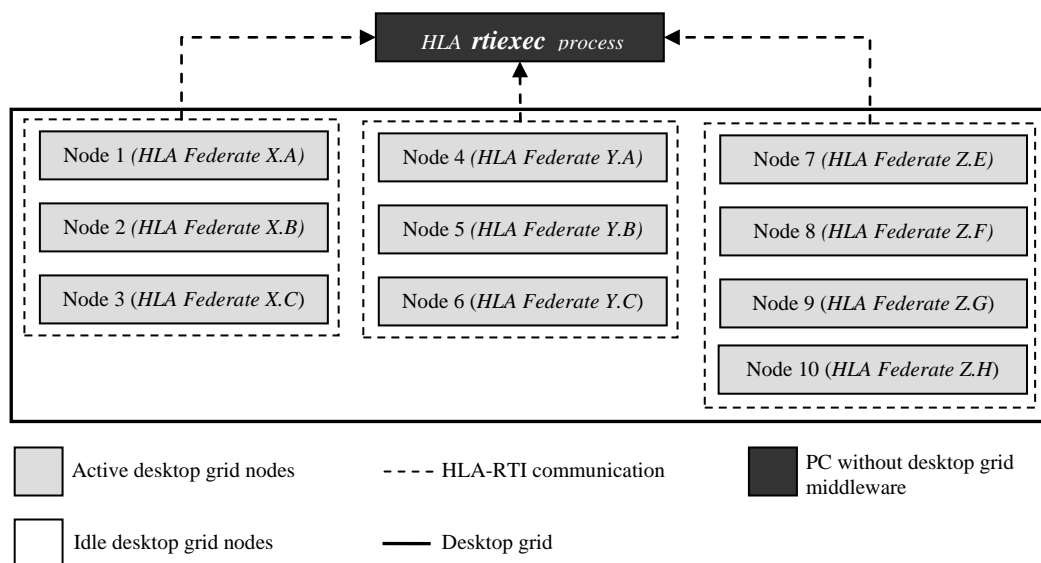 HLA rtiexec process
Node 1 (HLA Federate X.A)
Node 2 (HLA Federate X.B)
Node 3 (HLA Federate X.C)
Node 4 (HLA Federate Y.A)
Node 5 (HLA Federate Y.B)
Node 6 (HLA Federate Y.C)
Node 7 (HLA Federate Z.E)
Node 8 (HLA Federate Z.F)
Node 9 (HLA Federate Z.G)
Node 10 (HLA Federate Z.H)
Active desktop grid nodes
HLA-RTI communication
PC without desktop grid
middleware
Idle desktop grid nodes
Desktop grid